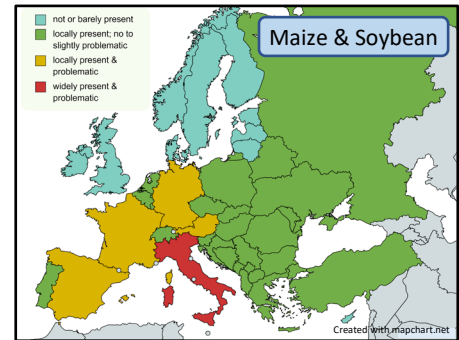 not or barely present
locally present; no to
slightly problematic
locally present &
problematic
widely present &
problematic
Maize & Soybean
Created with mapchart.net